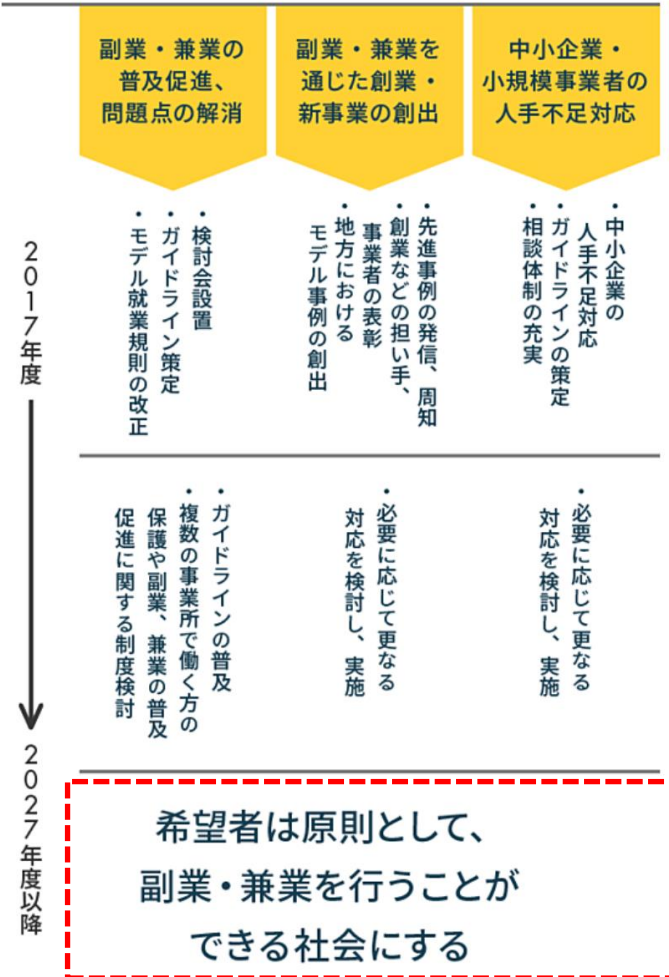 副業・兼業の
普及促進、
問題点の解消
副業・兼業を
通じた創業・
新事業の創出
中小企業・
小規模事業者の
人手不足対応
2017年度
・検討会設置
・ガイドライン策定
・モデル就業規則の改正
・先進事例の発信、周知
・創業などの担い手、
事業者の表彰
・地方における
モデル事例の創出
・中小企業の
人手不足対応
・ガイドラインの策定
・相談体制の充実
・ガイドラインの普及
・複数の事業所で働く方の
保護や副業、兼業の普及
促進に関する制度検討
・必要に応じて更なる
対応を検討し、実施
・必要に応じて更なる
対応を検討し、実施
2027年度以降
希望者は原則として、
副業・兼業を行うことが
できる社会にする